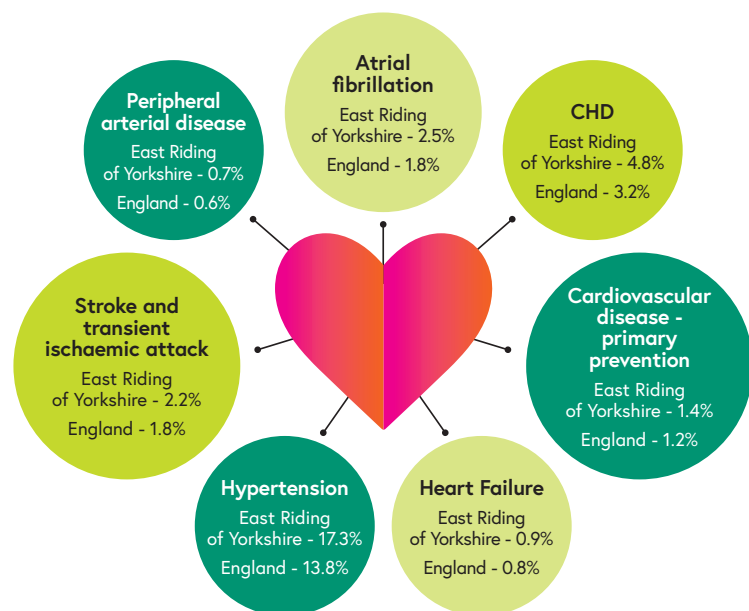 Atrial
fibrillation
East Riding
of Yorkshire - 2.5%
England - 1.8%
CHD
East Riding
of Yorkshire - 4.8%
England - 3.2%
Cardiovascular
disease -
primary
prevention
East Riding
of Yorkshire - 1.4%
England - 1.2%
Heart Failure
East Riding
of Yorkshire - 0.9%
England - 0.8%
Hypertension
East Riding
of Yorkshire - 17.3%
England - 13.8%
Stroke and
transient
ischaemic attack
East Riding
of Yorkshire - 2.2%
England - 1.8%
Peripheral
arterial disease
East Riding
of Yorkshire - 0.7%
England - 0.6%